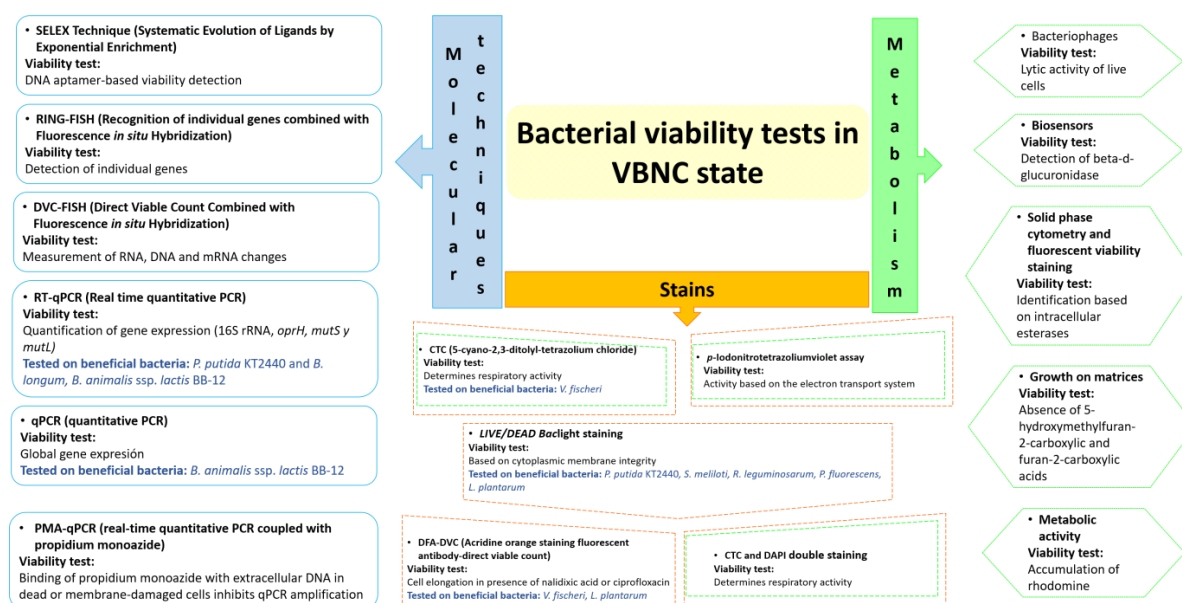 • SELEX Technique (Systematic Evolution of Ligands by
Exponential Enrichment)
Viability test:
DNA aptamer-based viability detection
• RING-FISH (Recognition of individual genes combined with
Fluorescence in situ Hybridization)
Viability test:
Detection of individual genes
• DVC-FISH (Direct Viable Count Combined with
Fluorescence in situ Hybridization)
Viability test:
Measurement of RNA, DNA and mRNA changes
• RT-qPCR (Real time quantitative PCR)
Viability test:
Quantification of gene expression (16S rRNA, oprH, mutS y
mutL)
Tested on beneficial bacteria: P. putida KT2440 and B.
longum, B. animalis ssp. lactis BB-12
• qPCR (quantitative PCR)
Viability test:
Global gene expresión
Tested on beneficial bacteria: B. animalis ssp. lactis BB-12
• PMA-qPCR (real-time quantitative PCR coupled with
propidium monoazide)
Viability test:
Binding of propidium monoazide with extracellular DNA in
dead or membrane-damaged cells inhibits qPCR amplification
Molecular
techniques
Bacterial viability tests in
VBNC state
Metabolism
Stains
• CTC (5-cyano-2,3-ditolyl-tetrazolium chloride)
Viability test:
Determines respiratory activity
Tested on beneficial bacteria: V. fischeri
• p-Iodonitrotetrazoliumviolet assay
Viability test:
Activity based on the electron transport system
• LIVE/DEAD Baclight staining
Viability test:
Based on cytoplasmic membrane integrity
Tested on beneficial bacteria: P. putida KT2440, S. meliloti, R. leguminosarum, P. fluorescens,
L. plantarum
• DFA-DVC (Acridine orange staining fluorescent
antibody-direct viable count)
Viability test:
Cell elongation in presence of nalidixic acid or ciprofloxacin
Tested on beneficial bacteria: V. fischeri, L. plantarum
• CTC and DAPI double staining
Viability test:
Determines respiratory activity
• Bacteriophages
Viability test:
Lytic activity of live
cells
• Biosensors
Viability test:
Detection of beta-d-
glucuronidase
• Solid phase
cytometry and
fluorescent viability
staining
Viability test:
Identification based
on intracellular
esterases
• Growth on matrices
Viability test:
Absence of 5-
hydroxymethylfuran-
2-carboxylic and
furan-2-carboxylic
acids
• Metabolic
activity
Viability test:
Accumulation of
rhodomine